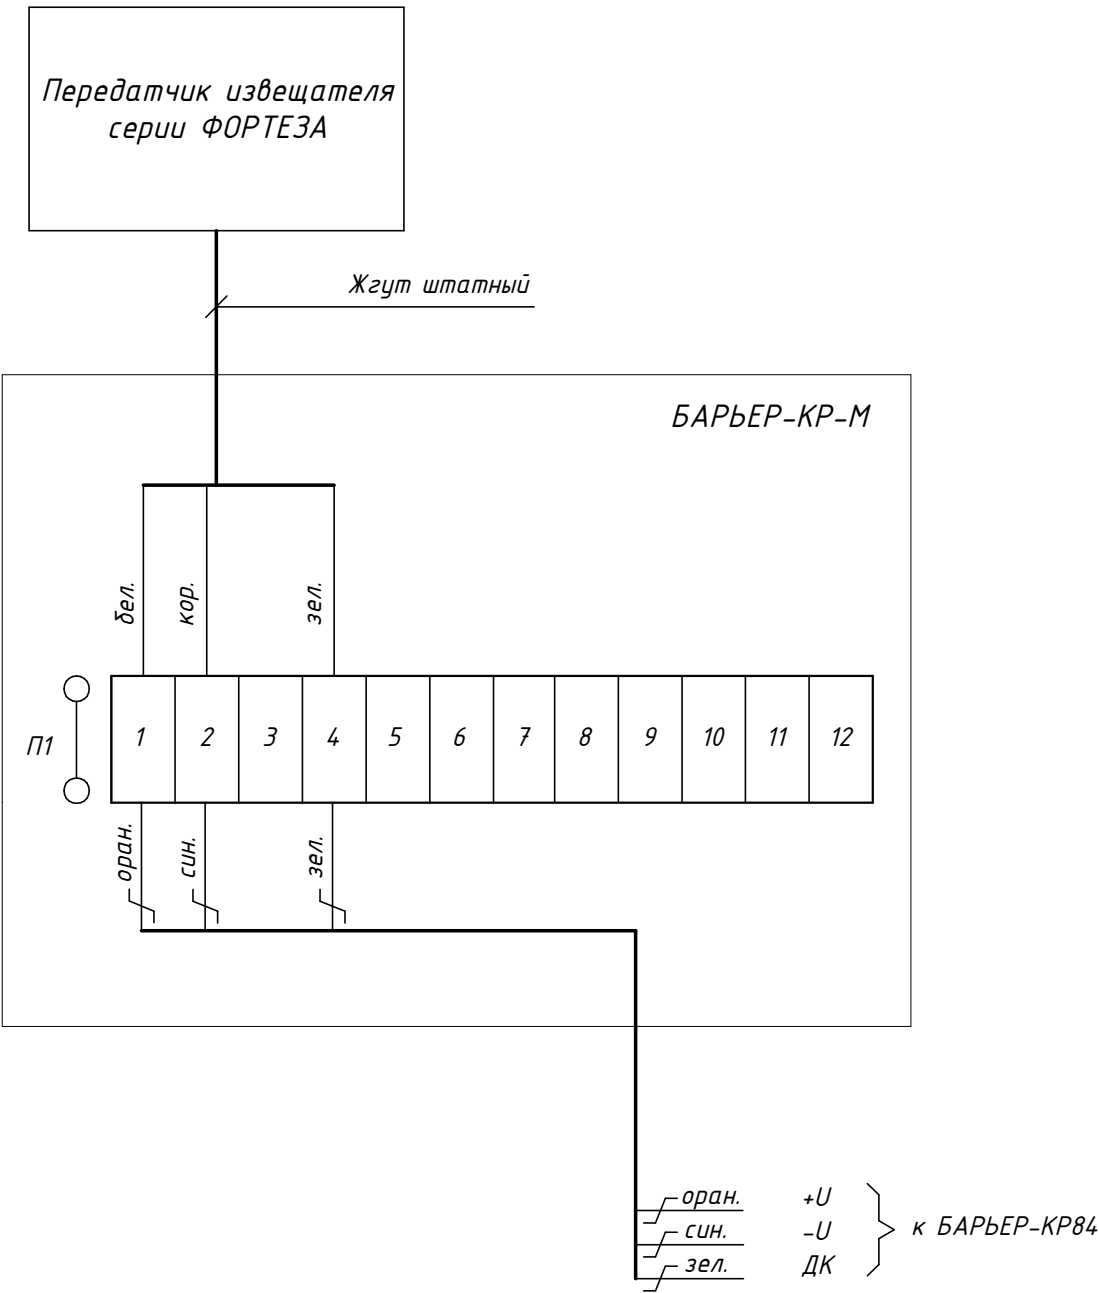 Передатчик извещателя
серии ФОРТЕЗА
Жгут штатный
БАРЬЕР-КР-М
бел.
кор.
зел.
П1
1 2 3 4 5 6 7 8 9 10 11 12
оран.
син.
зел.
оран. +U
син. -U
зел. ДК
к БАРЬЕР-КР84